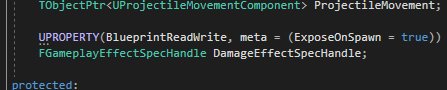 TObjectPtr<UProjectileMovementComponent> ProjectileMovement;
UPROPERTY(BlueprintReadWrite, meta = (ExposeOnSpawn = true))
FGameplayEffectSpecHandle DamageEffectSpecHandle;
protected: